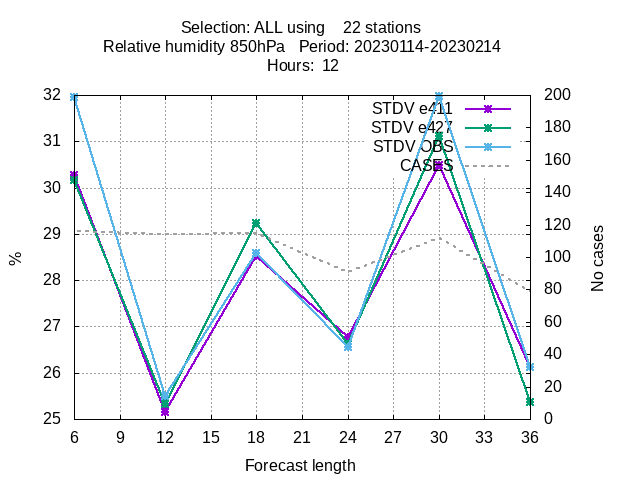 Selection: ALL using    22 stations
Relative humidity 850hPa   Period: 20230114-20230214
Hours:  12
32
31
30
29
28
27
26
25
%
200
180
160
140
120
100
80
60
40
20
0
No cases
STDV e411
STDV e427
STDV OBS
CASES
6 9 12 15 18 21 24 27 30 33 36
Forecast length